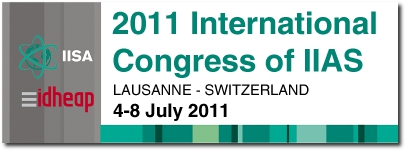 IISA
idheap
2011 International
Congress of IIAS
LAUSANNE - SWITZERLAND
4-8 July 2011